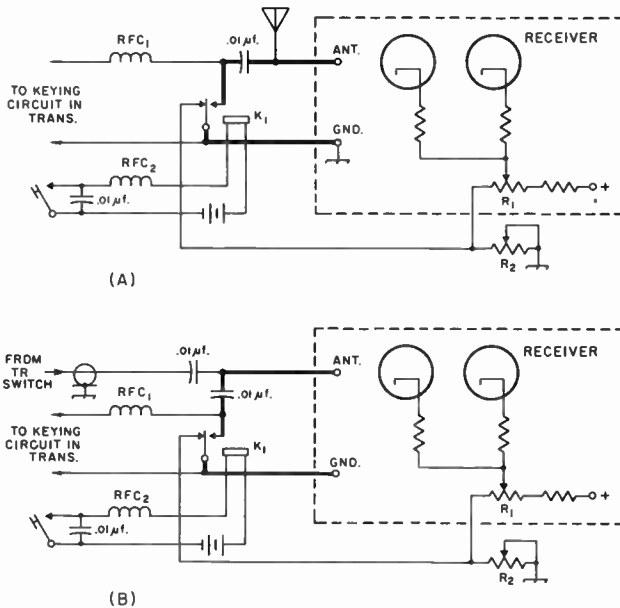 RFC1
.01µf.
ANT.
RECEIVER
TO KEYING
CIRCUIT IN
TRANS.
K1
GND.
RFC2
.01µf.
R1
+
R2
(A)
FROM
TR
SWITCH
.01µf.
ANT.
RECEIVER
RFC1
.01µf.
TO KEYING
CIRCUIT IN
TRANS.
K1
GND.
RFC2
.01µf.
R1
+
R2
(B)